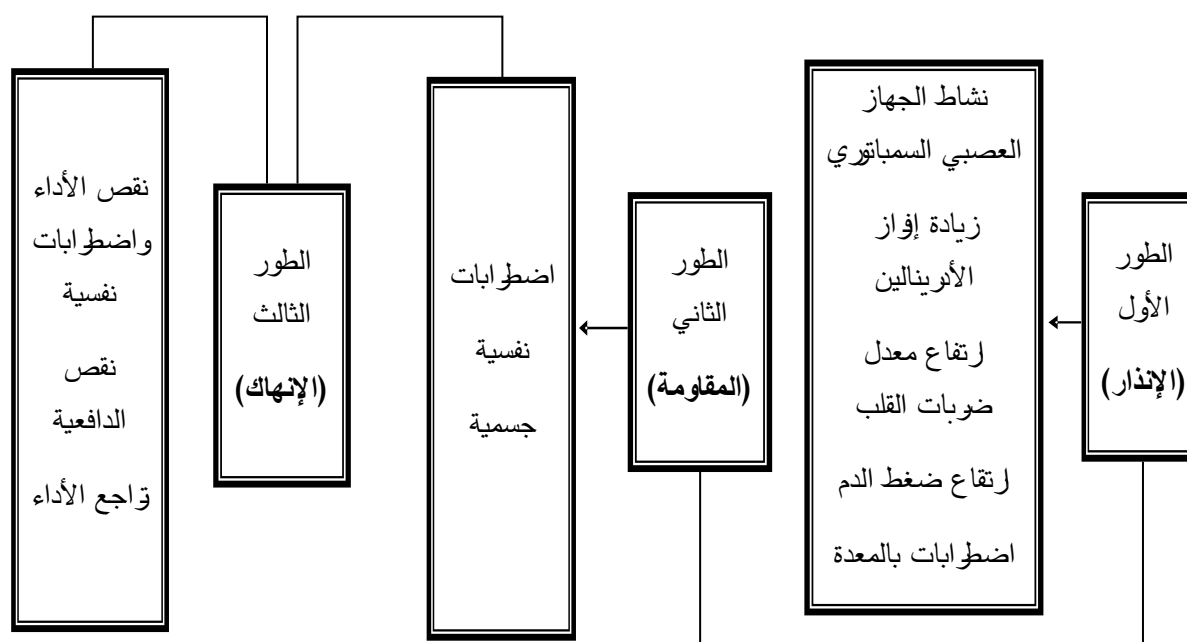 الطور
الأول
(الإنذار)
نشاط الجهاز
العصبي السمباتوري
زيادة إفراز
الأدرينالين
ارتفاع معدل
ضربات القلب
ارتفاع ضغط الدم
اضطرابات بالمعدة
الطور
الثاني
(المقاومة)
اضطرابات
نفسية
جسمية
الطور
الثالث
(الإنهاك)
نقص الأداء
واضطرابات
نفسية
نقص
الدافعية
تراجع الأداء